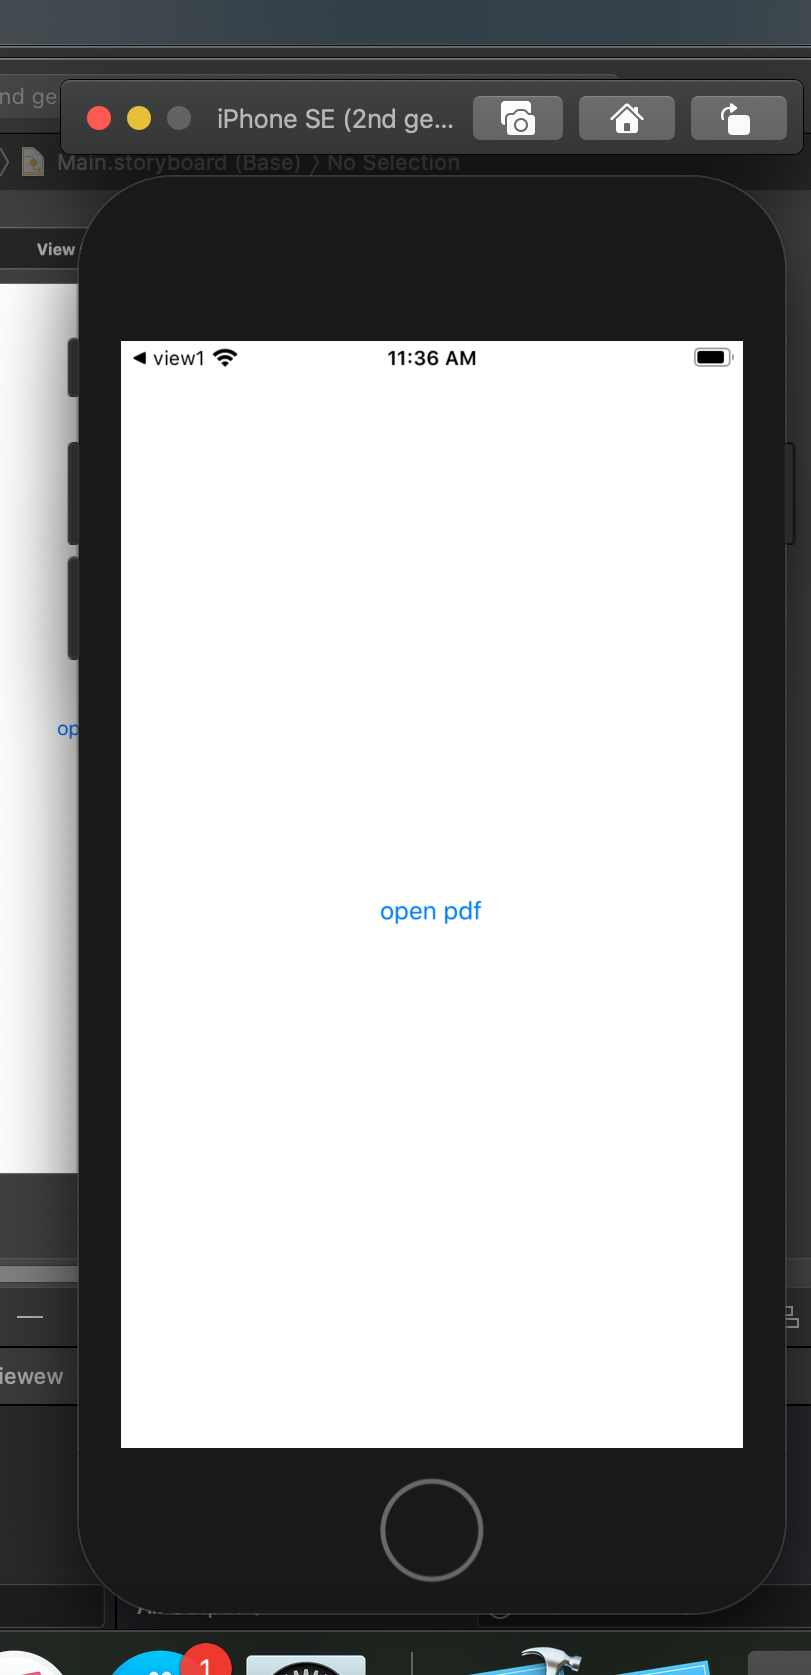 nd ge
iPhone SE (2nd ge...
Main.storyboard (Base) 〉 No Selection
View
view1
11:36 AM
op
open pdf
iewew
1